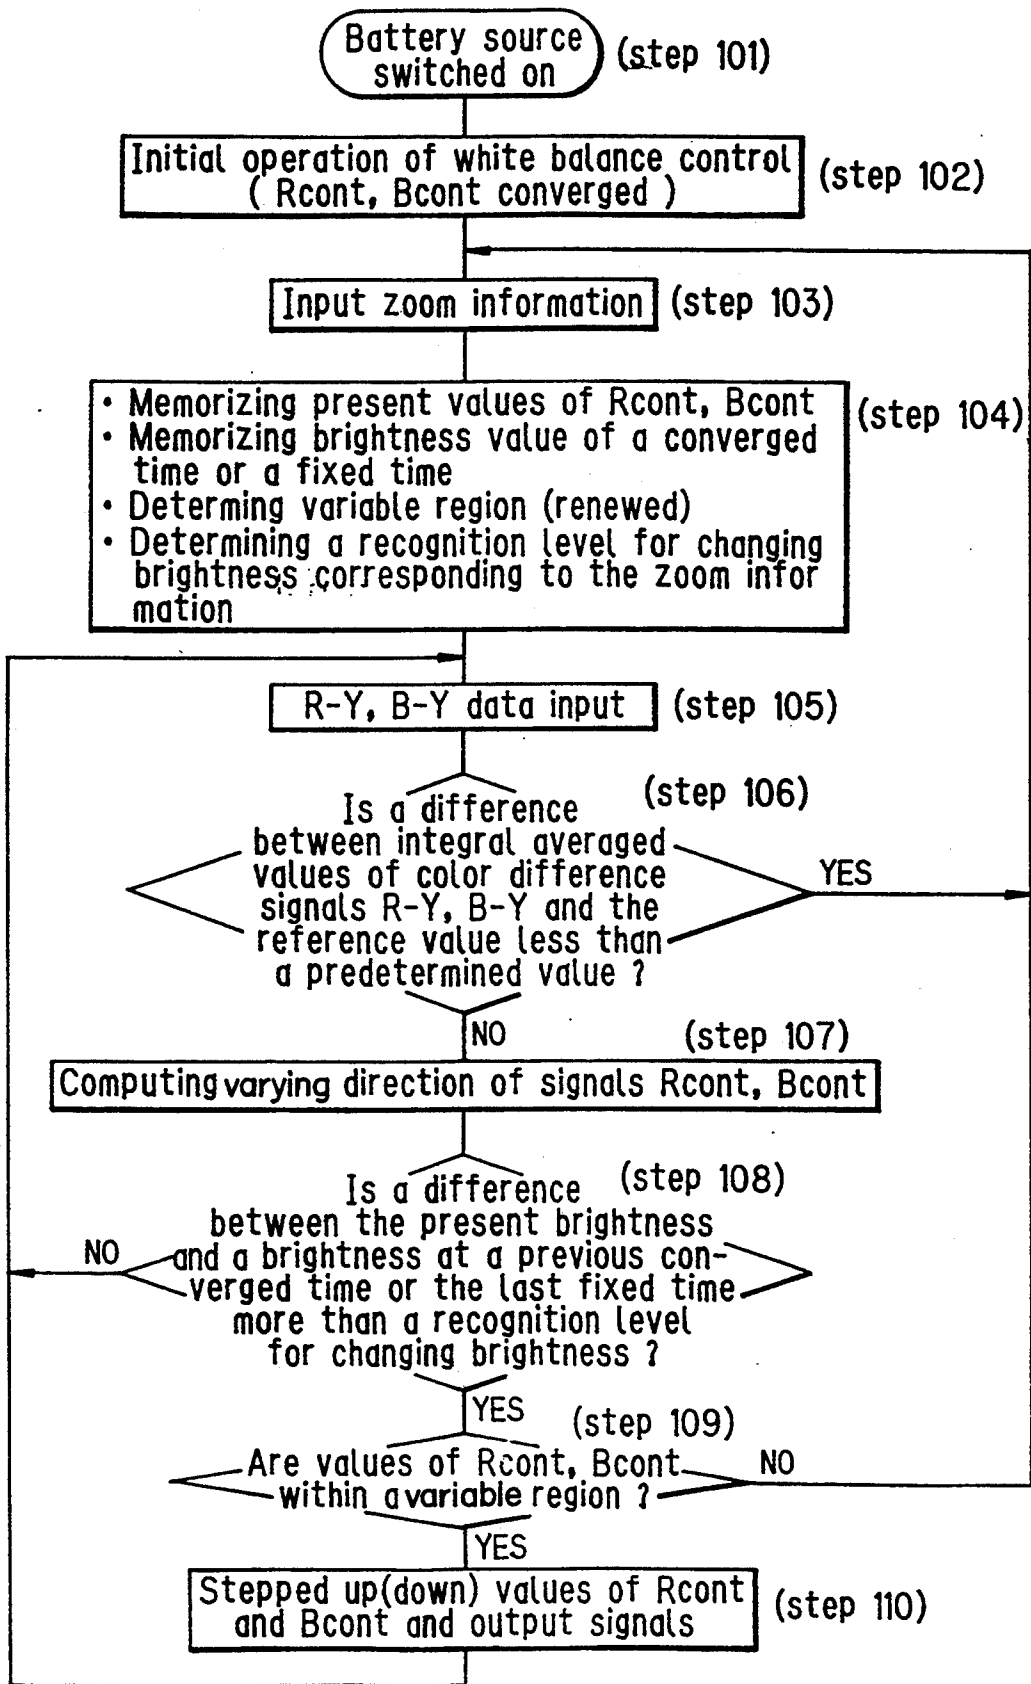 Battery source
switched on
(step 101)
Initial operation of white balance control
( Rcont, Bcont converged )
(step 102)
Input zoom information
(step 103)
• Memorizing present values of Rcont, Bcont
• Memorizing brightness value of a converged
time or a fixed time
• Determing variable region (renewed)
• Determining a recognition level for changing
brightness corresponding to the zoom infor
mation
(step 104)
R-Y, B-Y data input
(step 105)
(step 106)
Is a difference
between integral averaged
values of color difference
signals R-Y, B-Y and the
reference value less than
a predetermined value ?
YES
NO
(step 107)
Computing varying direction of signals Rcont, Bcont
(step 108)
Is a difference
between the present brightness
and a brightness at a previous con-
verged time or the last fixed time
more than a recognition level
for changing brightness ?
NO
YES
(step 109)
Are values of Rcont, Bcont
within a variable region ?
NO
YES
Stepped up(down) values of Rcont
and Bcont and output signals
(step 110)